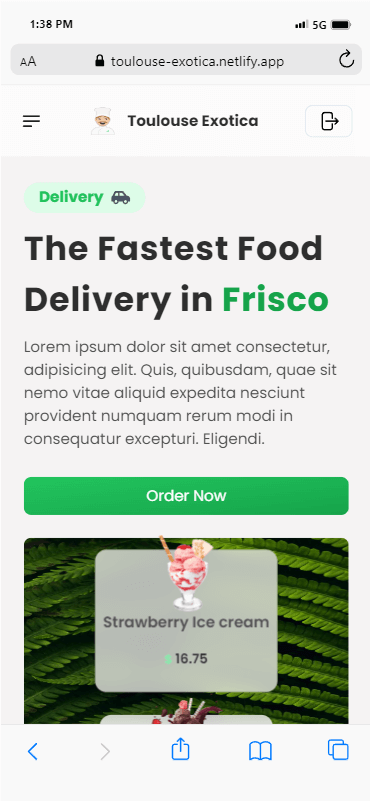 1:38 PM
5G
AA
toulouse-exotica.netlify.app
Toulouse Exotica
Delivery
The Fastest Food
Delivery in Frisco
Lorem ipsum dolor sit amet consectetur,
adipisicing elit. Quis, quibusdam, quae sit
nemo vitae aliquid expedita nesciunt
provident numquam rerum modi in
consequatur excepturi. Eligendi.
Order Now
Strawberry Ice cream
16.75